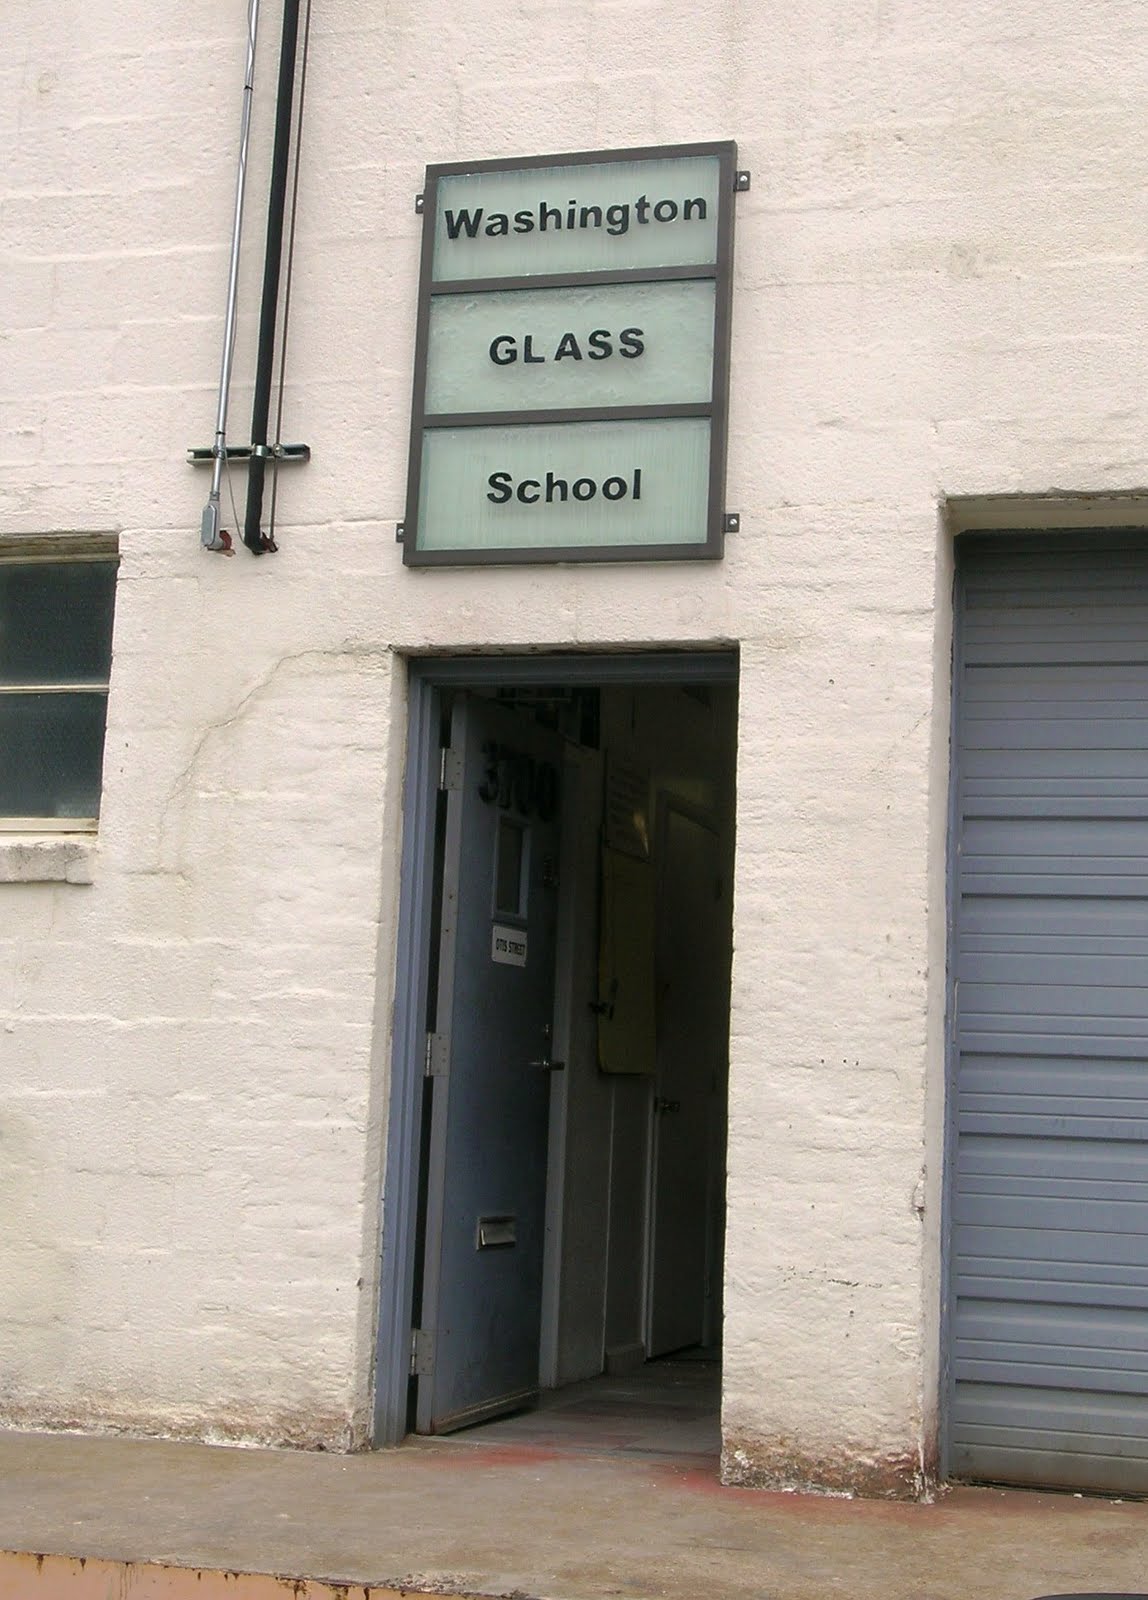 Washington
GLASS
School
3700
OTIS STREET